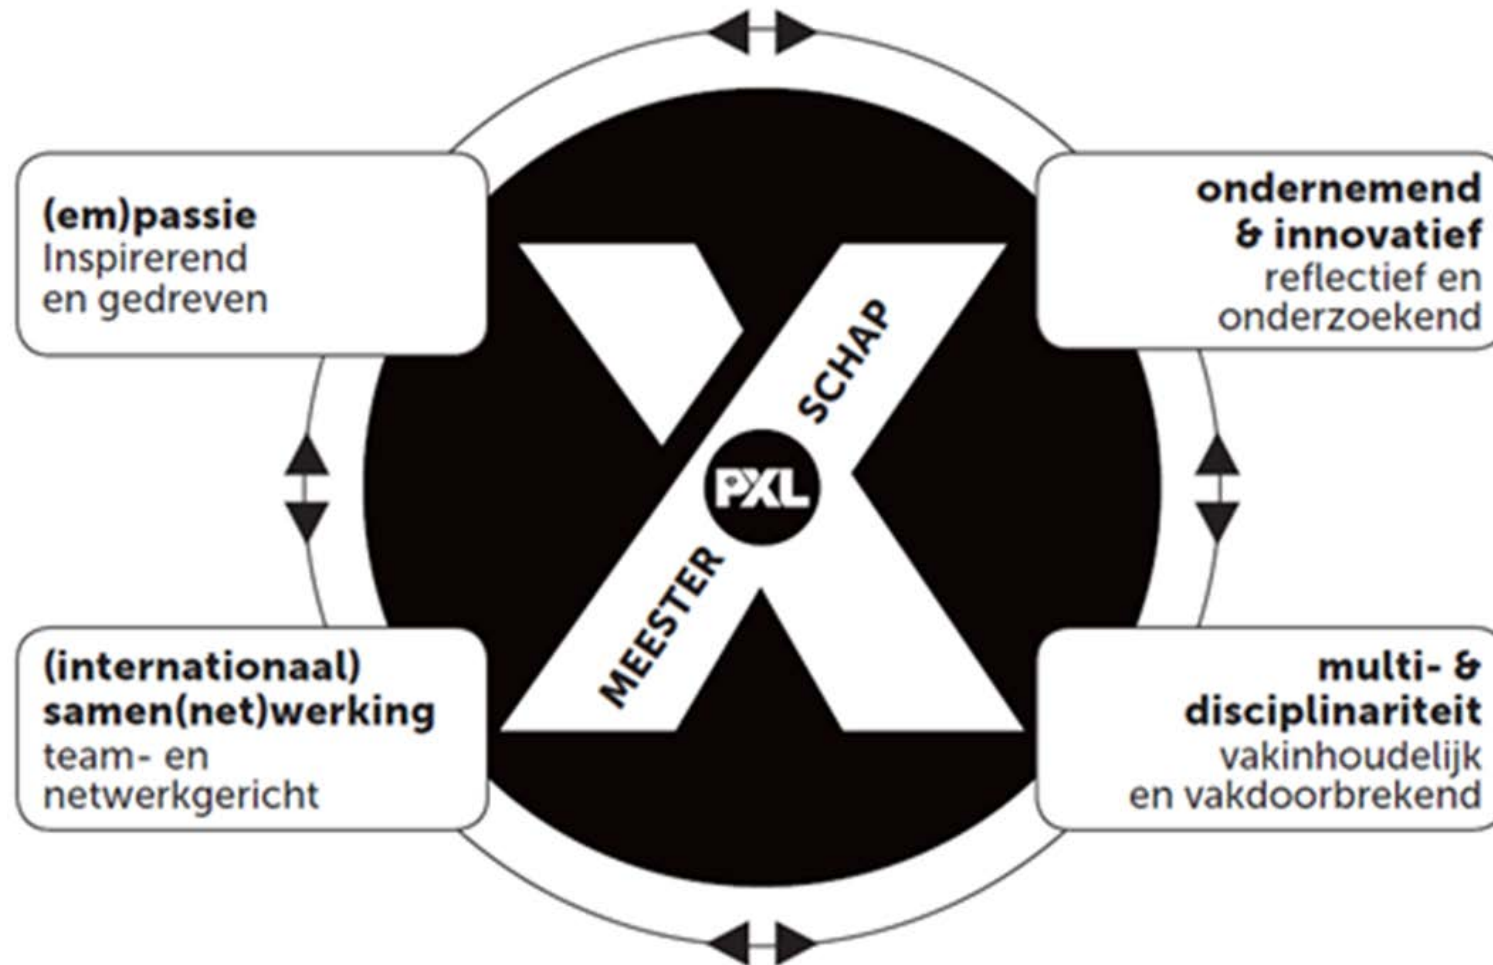 (em)passie
Inspirerend
en gedreven
ondernemend
& innovatief
reflectief en
onderzoekend
MEESTER
PXL
SCHAP
(internationaal)
samen(net)werking
team- en
netwerkgericht
multi- &
disciplinariteit
vakinhoudelijk
en vakdoorbrekend